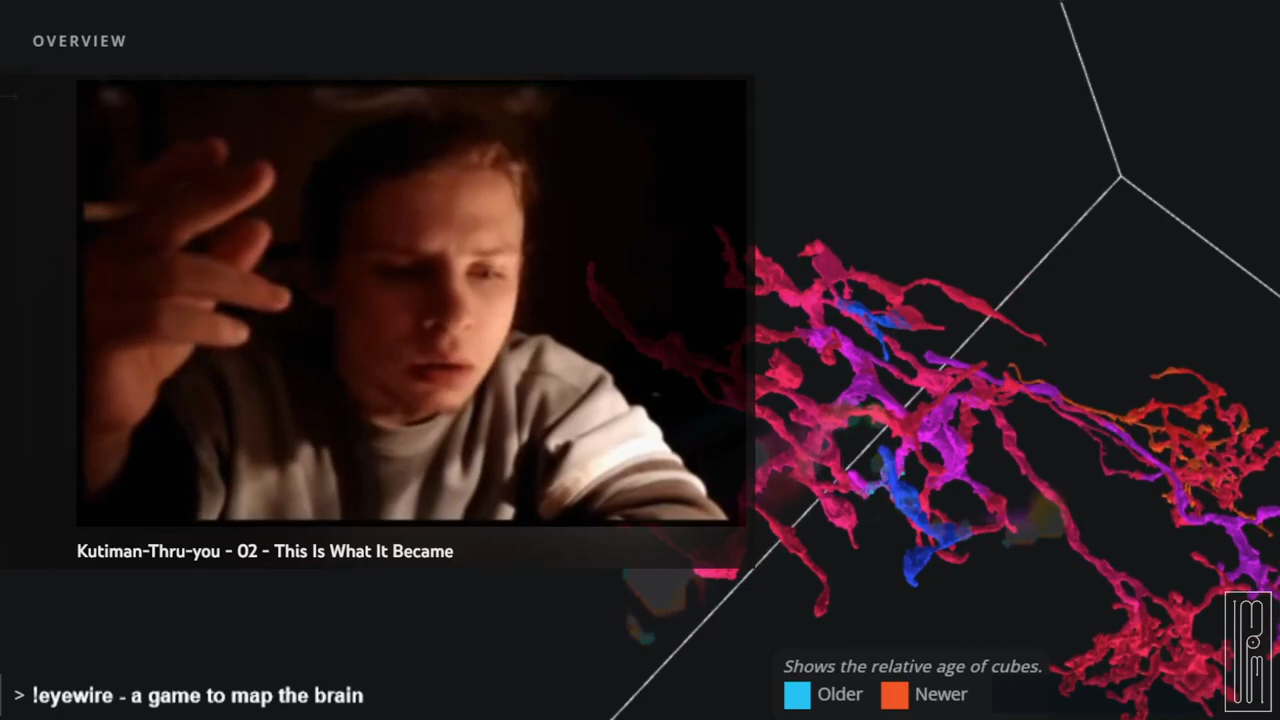 OVERVIEW
Kutiman-Thru-you - 02 - This Is What It Became
Shows the relative age of cubes.
Older Newer
> !eyewire - a game to map the brain